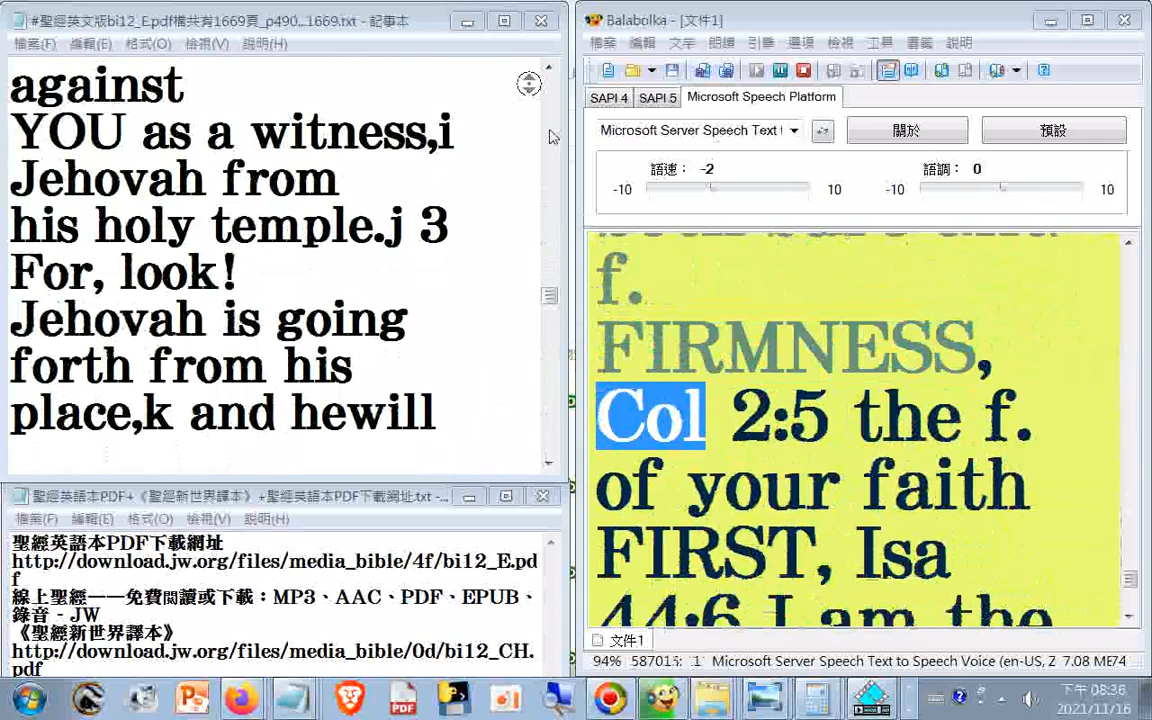 #聖經英文版bi12_Epdf檔共有1669頁_p490...1669.txt - 記事本
檔案(F) 編輯(E) 格式(O) 檢視(V) 說明(H)
against
YOU as a witness,i
Jehovah from
his holy temple.j 3
For, look!
Jehovah is going
forth from his
place,k and hewill
聖經英語本PDF+《聖經新世界譯本》+聖經英語本PDF下載網址.txt - ...
檔案(F) 編輯(E) 格式(O) 檢視(V) 說明(H)
聖經英語本PDF下載網址
http://download.jw.org/files/media_bible/4f/bi12_E.pd
f
線上聖經——免費閱讀或下載：MP3、AAC、PDF、EPUB、
錄音 - JW
《聖經新世界譯本》
http://download.jw.org/files/media_bible/0d/bi12_CH.
pdf
Balabolka - [文件1]
檔案 編輯 文字 朗讀 引擎 選項 檢視 工具 書籤 說明
SAPI 4 SAPI 5 Microsoft Speech Platform
Microsoft Server Speech Text 關於 預設
語速： -2 語調： 0
-10 10 -10 10
f.
FIRMNESS,
Col 2:5 the f.
of your faith
FIRST, Isa
44:6 I am the
文件1
94% Microsoft Server Speech Text to Speech Voice (en-US, Z 7.08 ME
下午 08:36
2021/11/16